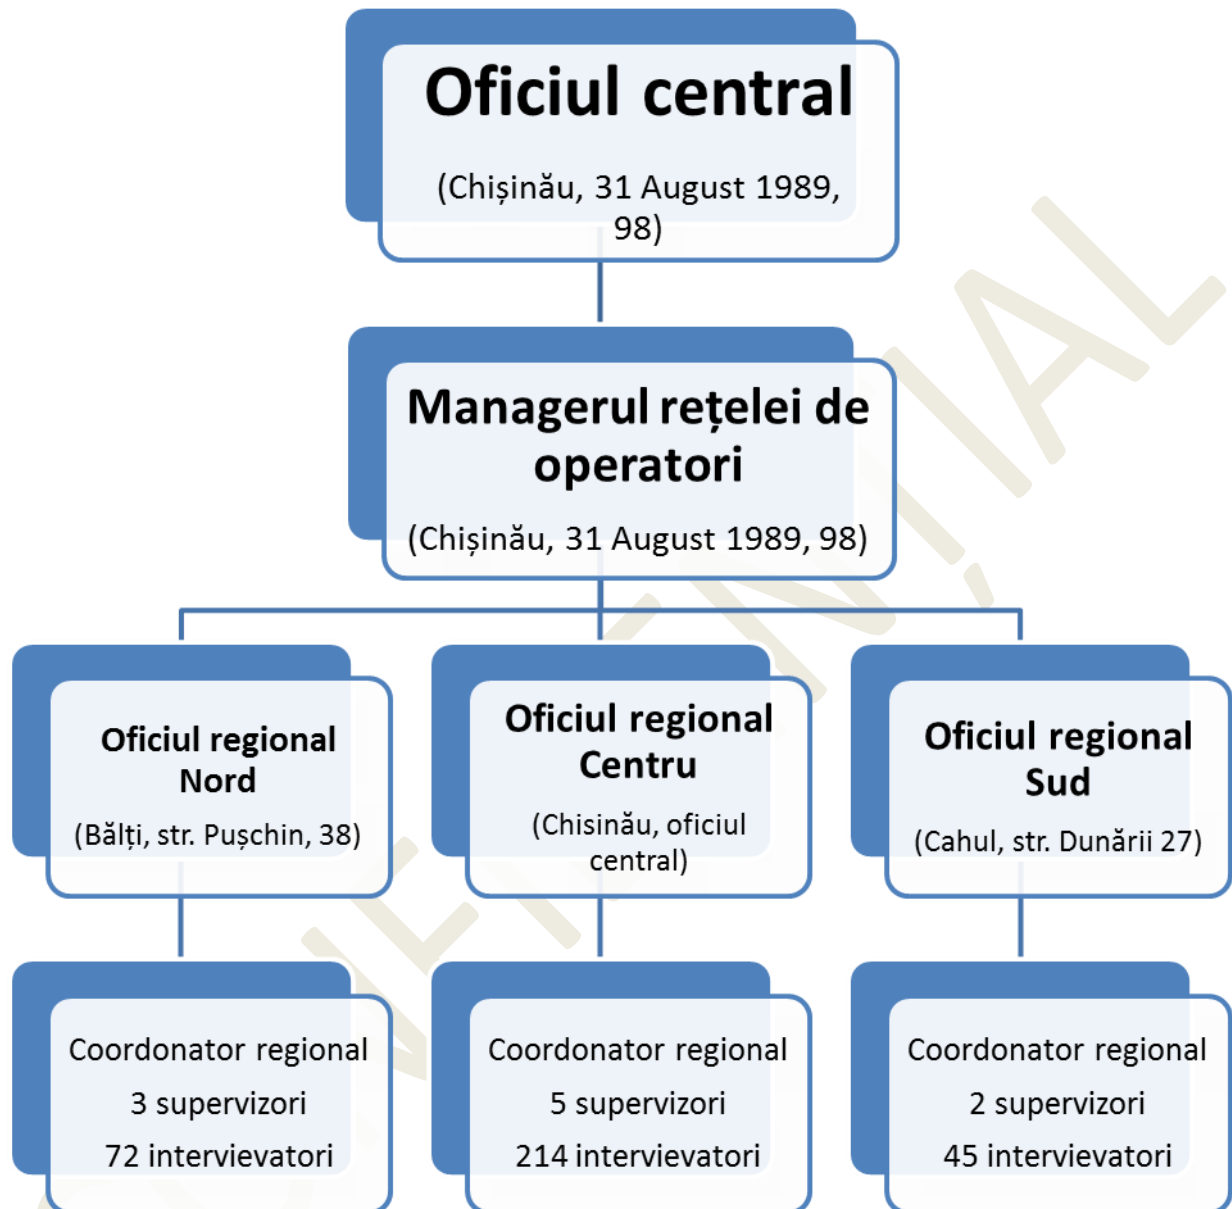 Oficiul central
(Chișinău, 31 August 1989,
98)
Managerul rețelei de
operatori
(Chișinău, 31 August 1989, 98)
Oficiul regional
Nord
(Bălți, str. Pușchin, 38)
Oficiul regional
Centru
(Chisinău, oficiul
central)
Oficiul regional
Sud
(Cahul, str. Dunării 27)
Coordonator regional
3 supervizori
72 intervievatori
Coordonator regional
5 supervizori
214 intervievatori
Coordonator regional
2 supervizori
45 intervievatori